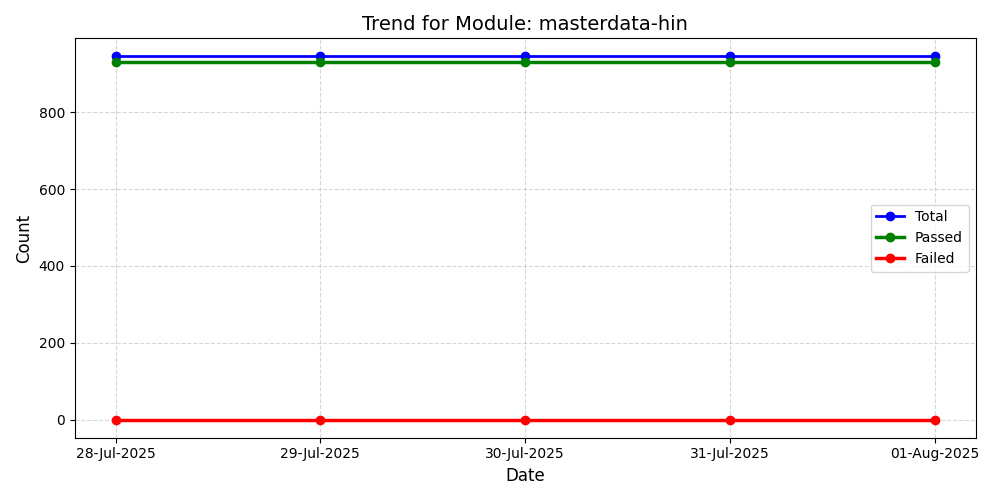 Trend for Module: masterdata-hin
Count
800
600
400
200
0
Total
Passed
Failed
28-Jul-2025
29-Jul-2025
30-Jul-2025
31-Jul-2025
01-Aug-2025
Date